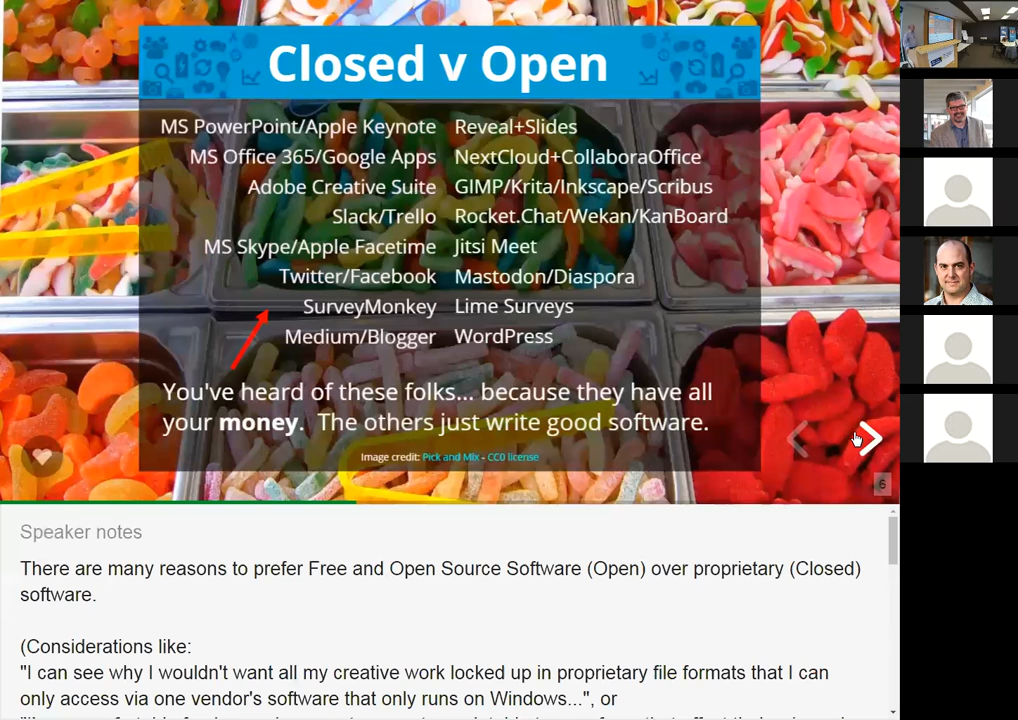 Closed v Open
MS PowerPoint/Apple Keynote Reveal+Slides
MS Office 365/Google Apps NextCloud+CollaboraOffice
Adobe Creative Suite GIMP/Krita/Inkscape/Scribus
Slack/Trello Rocket.Chat/Wekan/KanBoard
MS Skype/Apple Facetime Jitsi Meet
Twitter/Facebook Mastodon/Diaspora
SurveyMonkey Lime Surveys
Medium/Blogger WordPress
You've heard of these folks... because they have all
your money. The others just write good software.
Image credit: Pick and Mix - CC0 license
6
Speaker notes
There are many reasons to prefer Free and Open Source Software (Open) over proprietary (Closed)
software.
(Considerations like:
"I can see why I wouldn't want all my creative work locked up in proprietary file formats that I can
only access via one vendor's software that only runs on Windows...", or